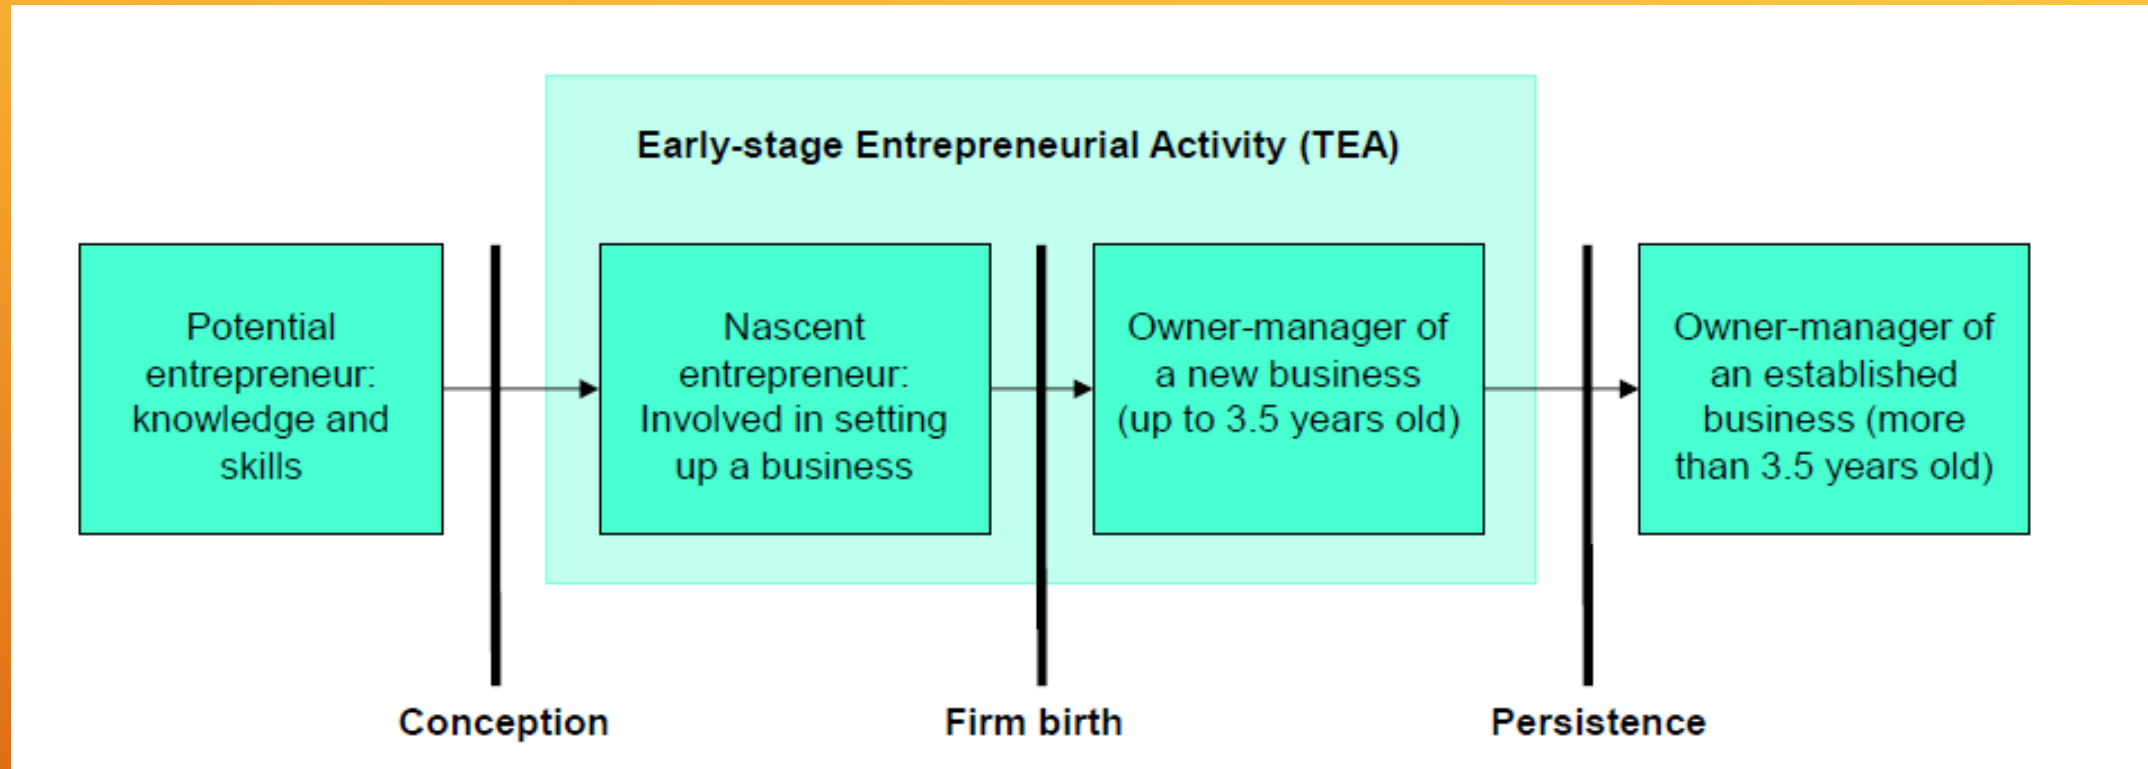 Early-stage Entrepreneurial Activity (TEA)
Potential
entrepreneur:
knowledge and
skills
Nascent
entrepreneur:
Involved in setting
up a business
Owner-manager of
a new business
(up to 3.5 years old)
Owner-manager of
an established
business (more
than 3.5 years old)
Conception
Firm birth
Persistence